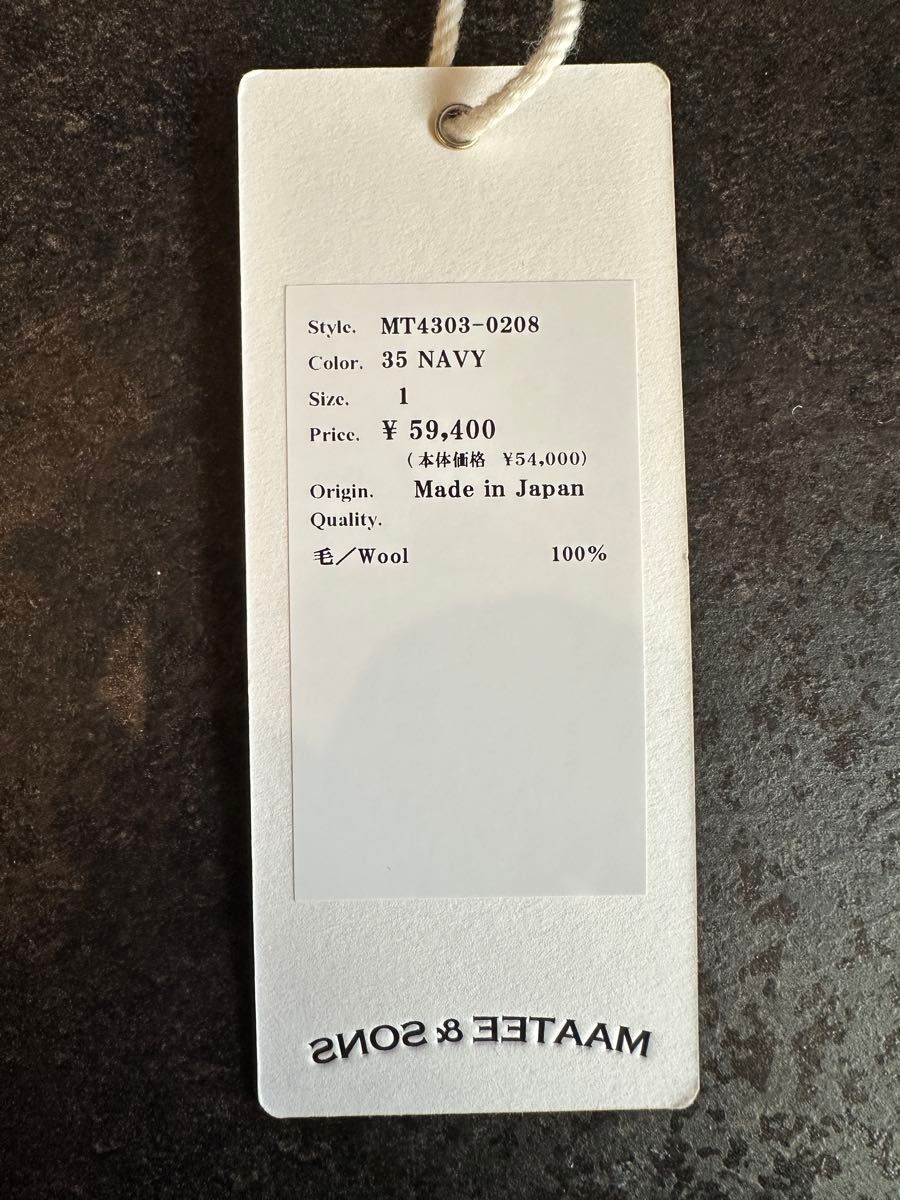 Style. MT4303-0208
Color. 35 NAVY
Size. 1
Price. ¥ 59,400
(本体価格 ¥54,000)
Origin. Made in Japan
Quality.
毛／Wool 100%
MAATEE & SONS